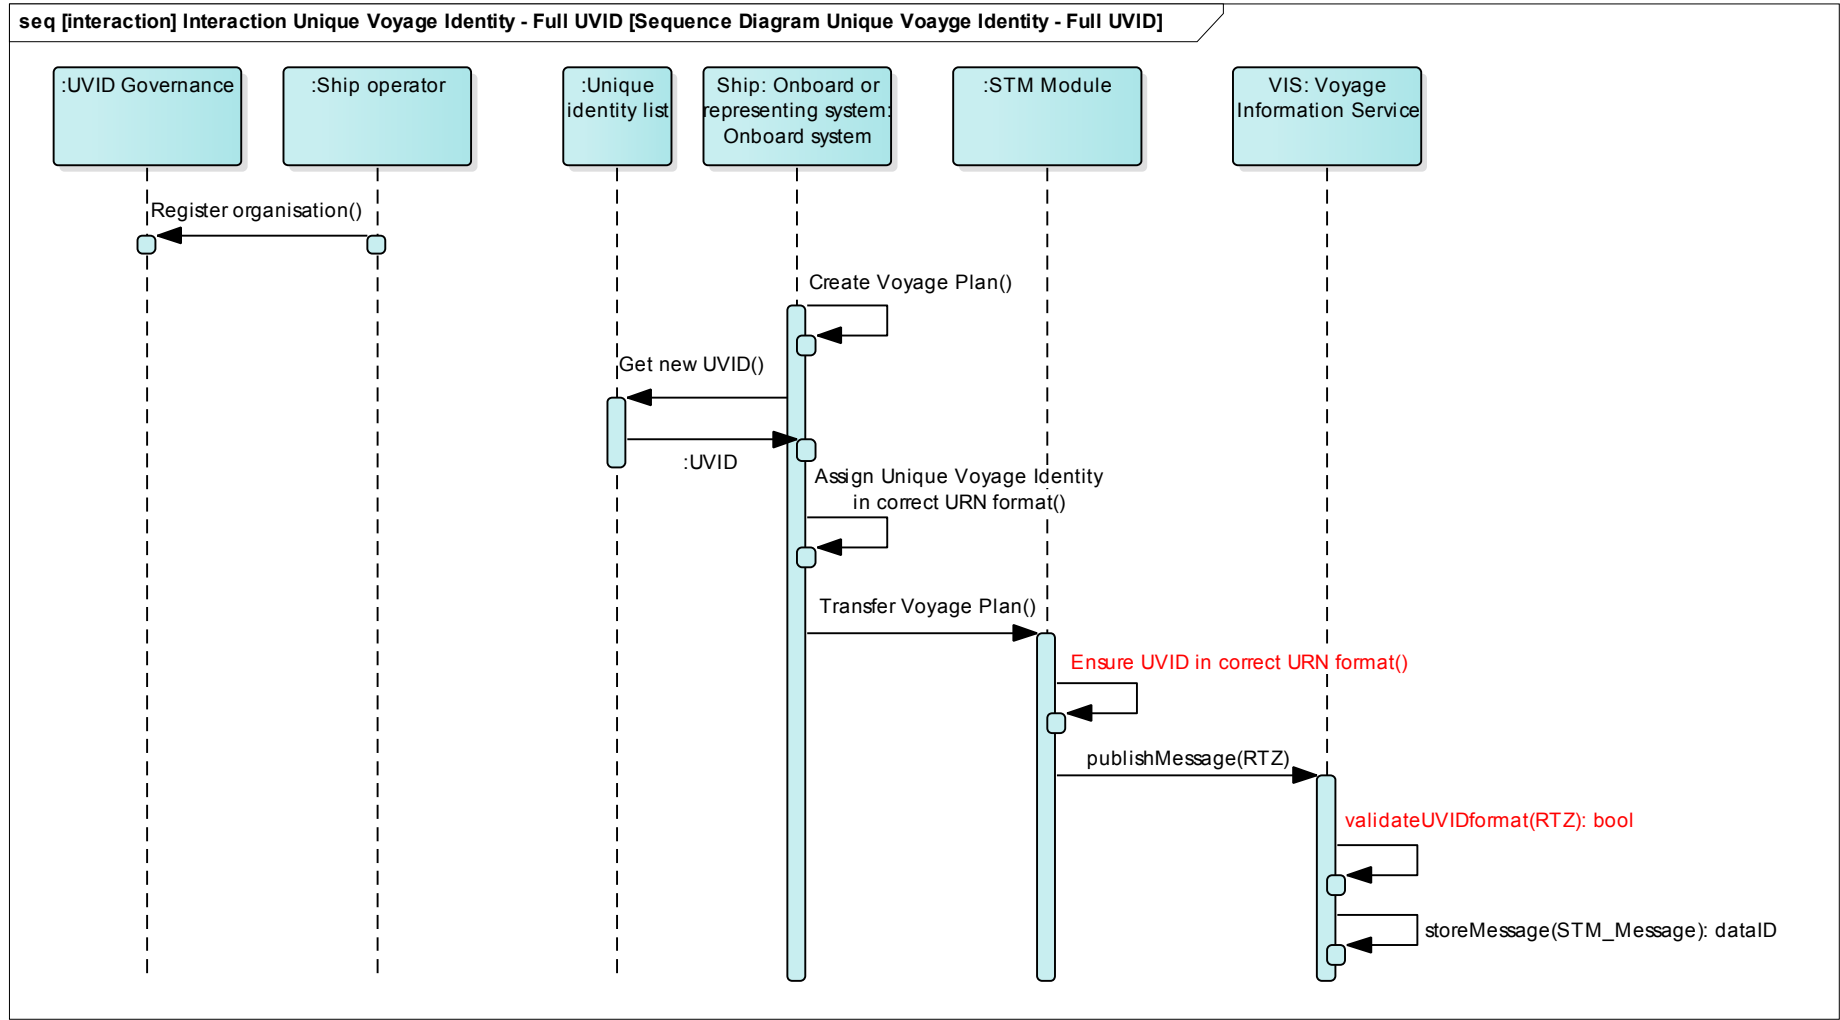 seq [interaction] Interaction Unique Voyage Identity - Full UVID [Sequence Diagram Unique Voayge Identity - Full UVID]
:UVID Governance
:Ship operator
:Unique
identity list
Ship: Onboard or
representing system:
Onboard system
:STM Module
VIS: Voyage
Information Service
Register organisation()
Create Voyage Plan()
Get new UVID()
:UVID
Assign Unique Voyage Identity
in correct URN format()
Transfer Voyage Plan()
Ensure UVID in correct URN format()
publishMessage(RTZ)
validateUVIDformat(RTZ): bool
storeMessage(STM_Message): dataID